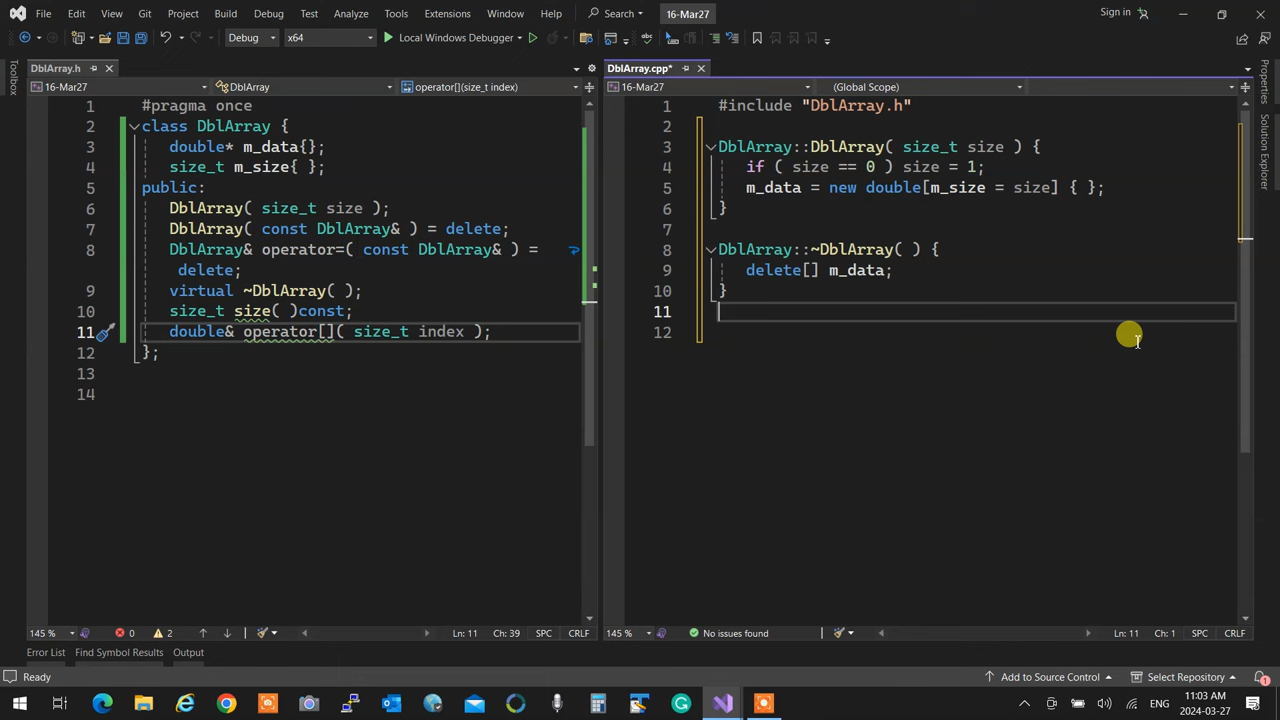 File Edit View Git Project Build Debug Test Analyze Tools Extensions Window Help Search 16-Mar27 Sign in
Debug x64 Local Windows Debugger
Toolbox
DblArray.h
16-Mar27 DblArray operator[](size_t index)
1 #pragma once
2 class DblArray {
3 double* m_data{};
4 size_t m_size{ };
5 public:
6 DblArray( size_t size );
7 DblArray( const DblArray& ) = delete;
8 DblArray& operator=( const DblArray& ) =
delete;
9 virtual ~DblArray( );
10 size_t size( )const;
11 double& operator[]( size_t index );
12 };
13
14
145 % 0 2 Ln: 11 Ch: 39 SPC CRLF
DblArray.cpp*
16-Mar27 (Global Scope)
1 #include "DblArray.h"
2
3 DblArray::DblArray( size_t size ) {
4 if ( size == 0 ) size = 1;
5 m_data = new double[m_size = size] { };
6 }
7
8 DblArray::~DblArray( ) {
9 delete[] m_data;
10 }
11
12
145 % No issues found Ln: 11 Ch: 1 SPC CRLF
Properties
Solution Explorer
Error List Find Symbol Results Output
Ready Add to Source Control Select Repository 1
ENG 11:03 AM
2024-03-27